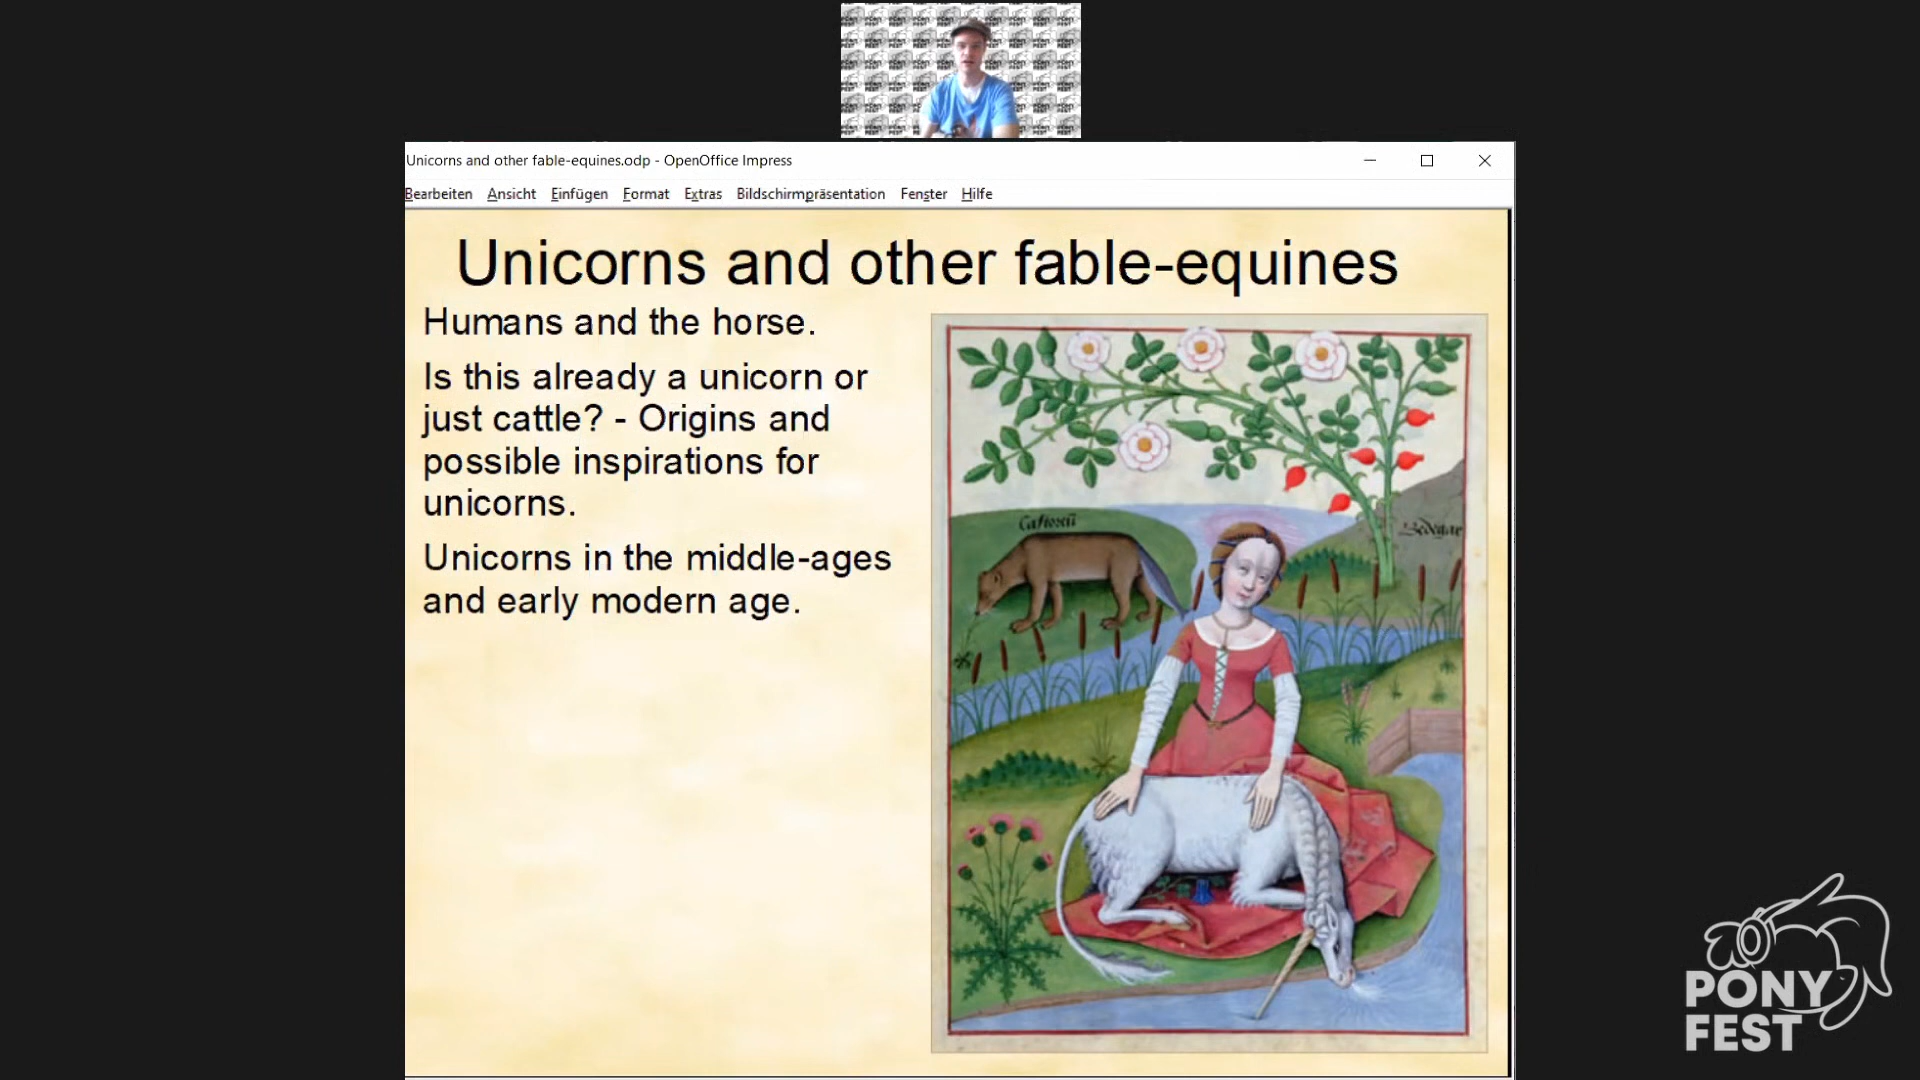 Unicorns and other fable-equines.odp - OpenOffice Impress
Bearbeiten Ansicht Einfügen Format Extras Bildschirmpräsentation Fenster Hilfe
Unicorns and other fable-equines
Humans and the horse.
Is this already a unicorn or
just cattle? - Origins and
possible inspirations for
unicorns.
Unicorns in the middle-ages
and early modern age.
Bedegar
PONY
FEST